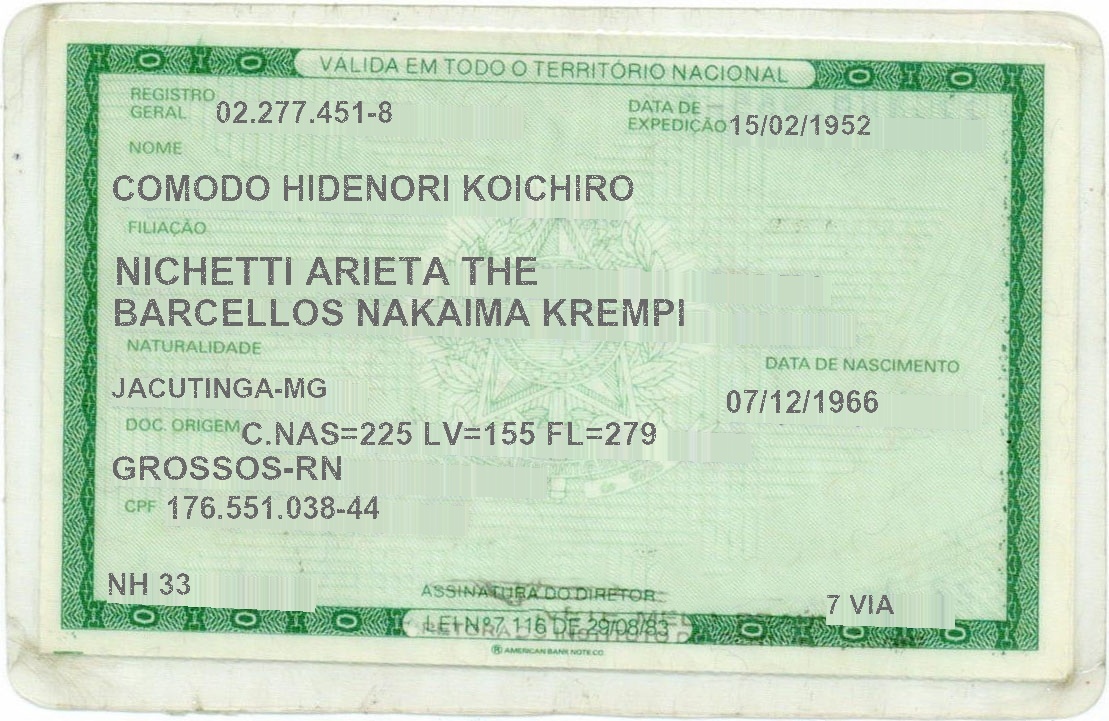 VÁLIDA EM TODO O TERRITÓRIO NACIONAL
REGISTRO GERAL 02.277.451-8
DATA DE EXPEDIÇÃO 15/02/1952
NOME
COMODO HIDENORI KOICHIRO
FILIAÇÃO
NICHETTI ARIETA THE
BARCELLOS NAKAIMA KREMPI
NATURALIDADE
DATA DE NASCIMENTO
JACUTINGA-MG
07/12/1966
DOC. ORIGEM C.NAS=225 LV=155 FL=279
GROSSOS-RN
CPF 176.551.038-44
NH 33
ASSINATURA DO DIRETOR
7 VIA
LEI Nº 7.116 DE 29/08/83
AMERICAN BANK NOTE CO.